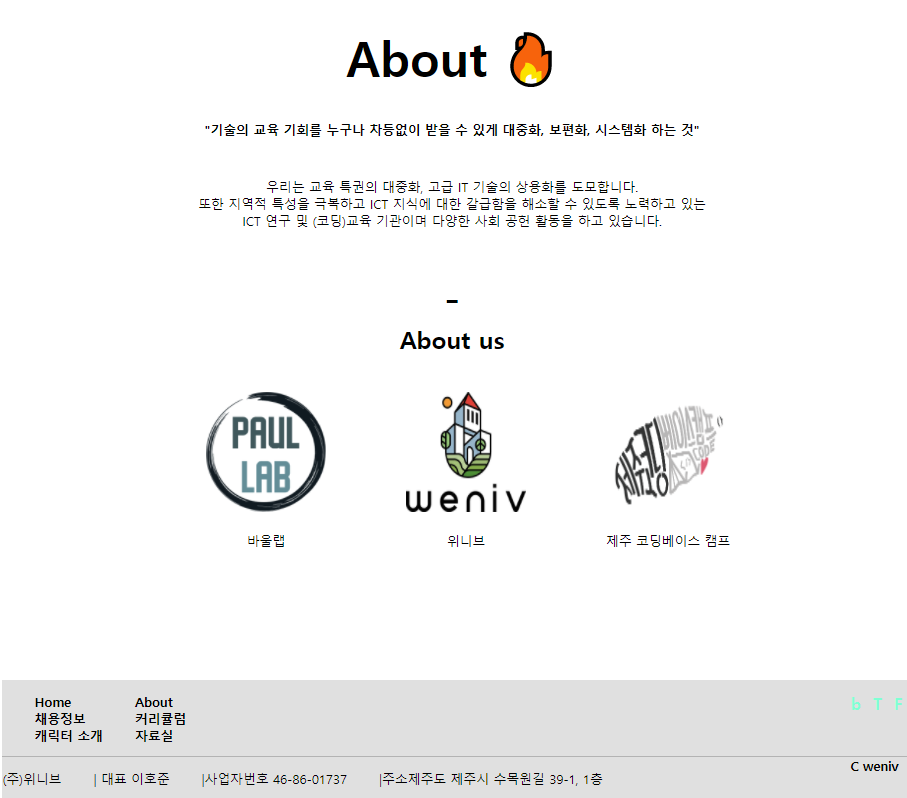 About 🔥
"기술의 교육 기회를 누구나 차등없이 받을 수 있게 대중화, 보편화, 시스템화 하는 것"
우리는 교육 특권의 대중화, 고급 IT 기술의 상용화를 도모합니다.
또한 지역적 특성을 극복하고 ICT 지식에 대한 갈급함을 해소할 수 있도록 노력하고 있는
ICT 연구 및 (코딩)교육 기관이며 다양한 사회 공헌 활동을 하고 있습니다.
–
About us
PAUL
LAB
weniv
제주코딩
베이스캠프
CODE
바울랩
위니브
제주 코딩베이스 캠프
Home
About
채용정보
커리큘럼
캐릭터 소개
자료실
b T F
C weniv
(주)위니브 | 대표 이호준 |사업자번호 46-86-01737 |주소제주도 제주시 수목원길 39-1, 1층